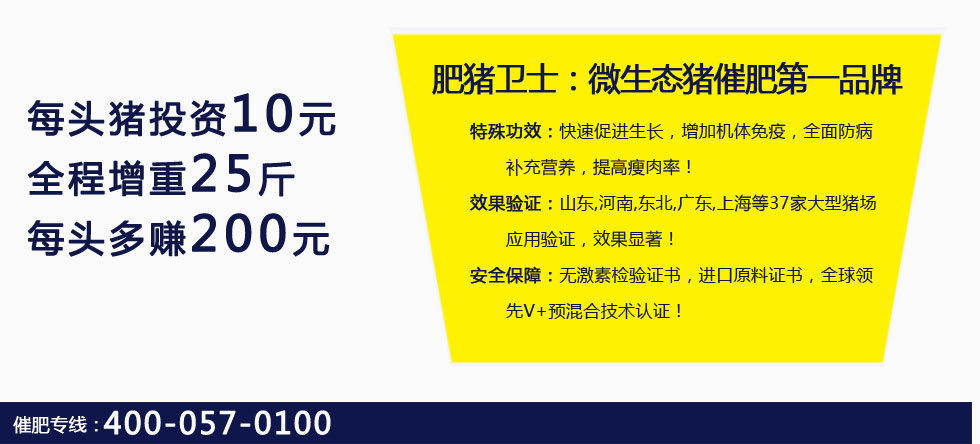 每头猪投资10元
全程增重25斤
每头多赚200元
肥猪卫士：微生态猪催肥第一品牌
特殊功效：快速促进生长，增加机体免疫，全面防病
补充营养，提高瘦肉率！
效果验证：山东,河南,东北,广东,上海等37家大型猪场
应用验证，效果显著！
安全保障：无激素检验证书，进口原料证书，全球领
先V+预混合技术认证！
催肥专线：400-057-0100